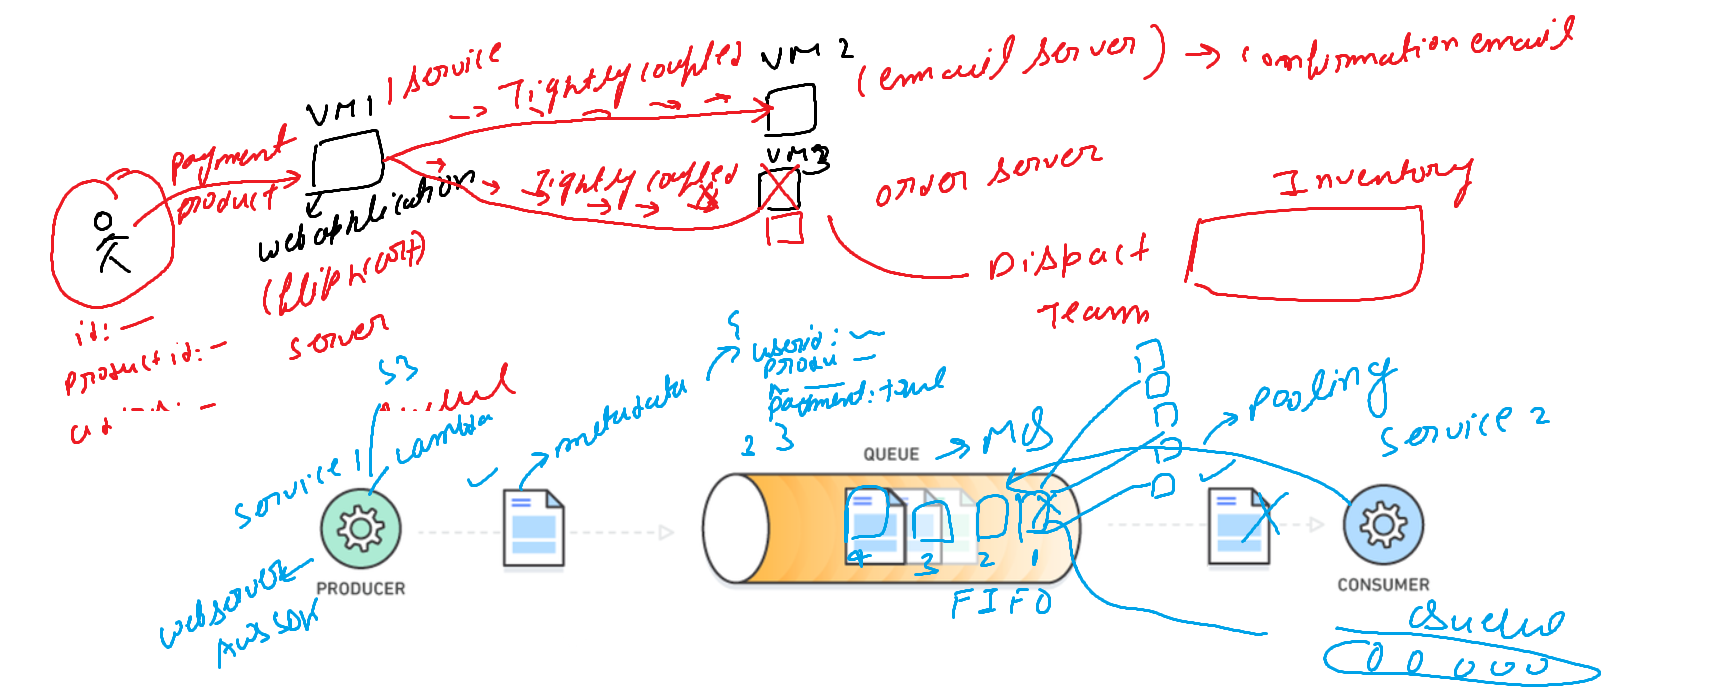 1 service
Tightly coupled
VM 2
(email server) → confirmation email
VM1
payment
product
Tightly coupled
VM3
order server
Inventory
web application
(flipkart)
server
Dispact
Team
id: —
product id: —
S3
Lambda
metadata
userid: ~
produ —
payment: true
2 3
QUEUE
pooling
service 1
service 2
4 3 2 1
FIFO
PRODUCER
CONSUMER
webserver
AWS SDK
Queue
0 0 0 0 0